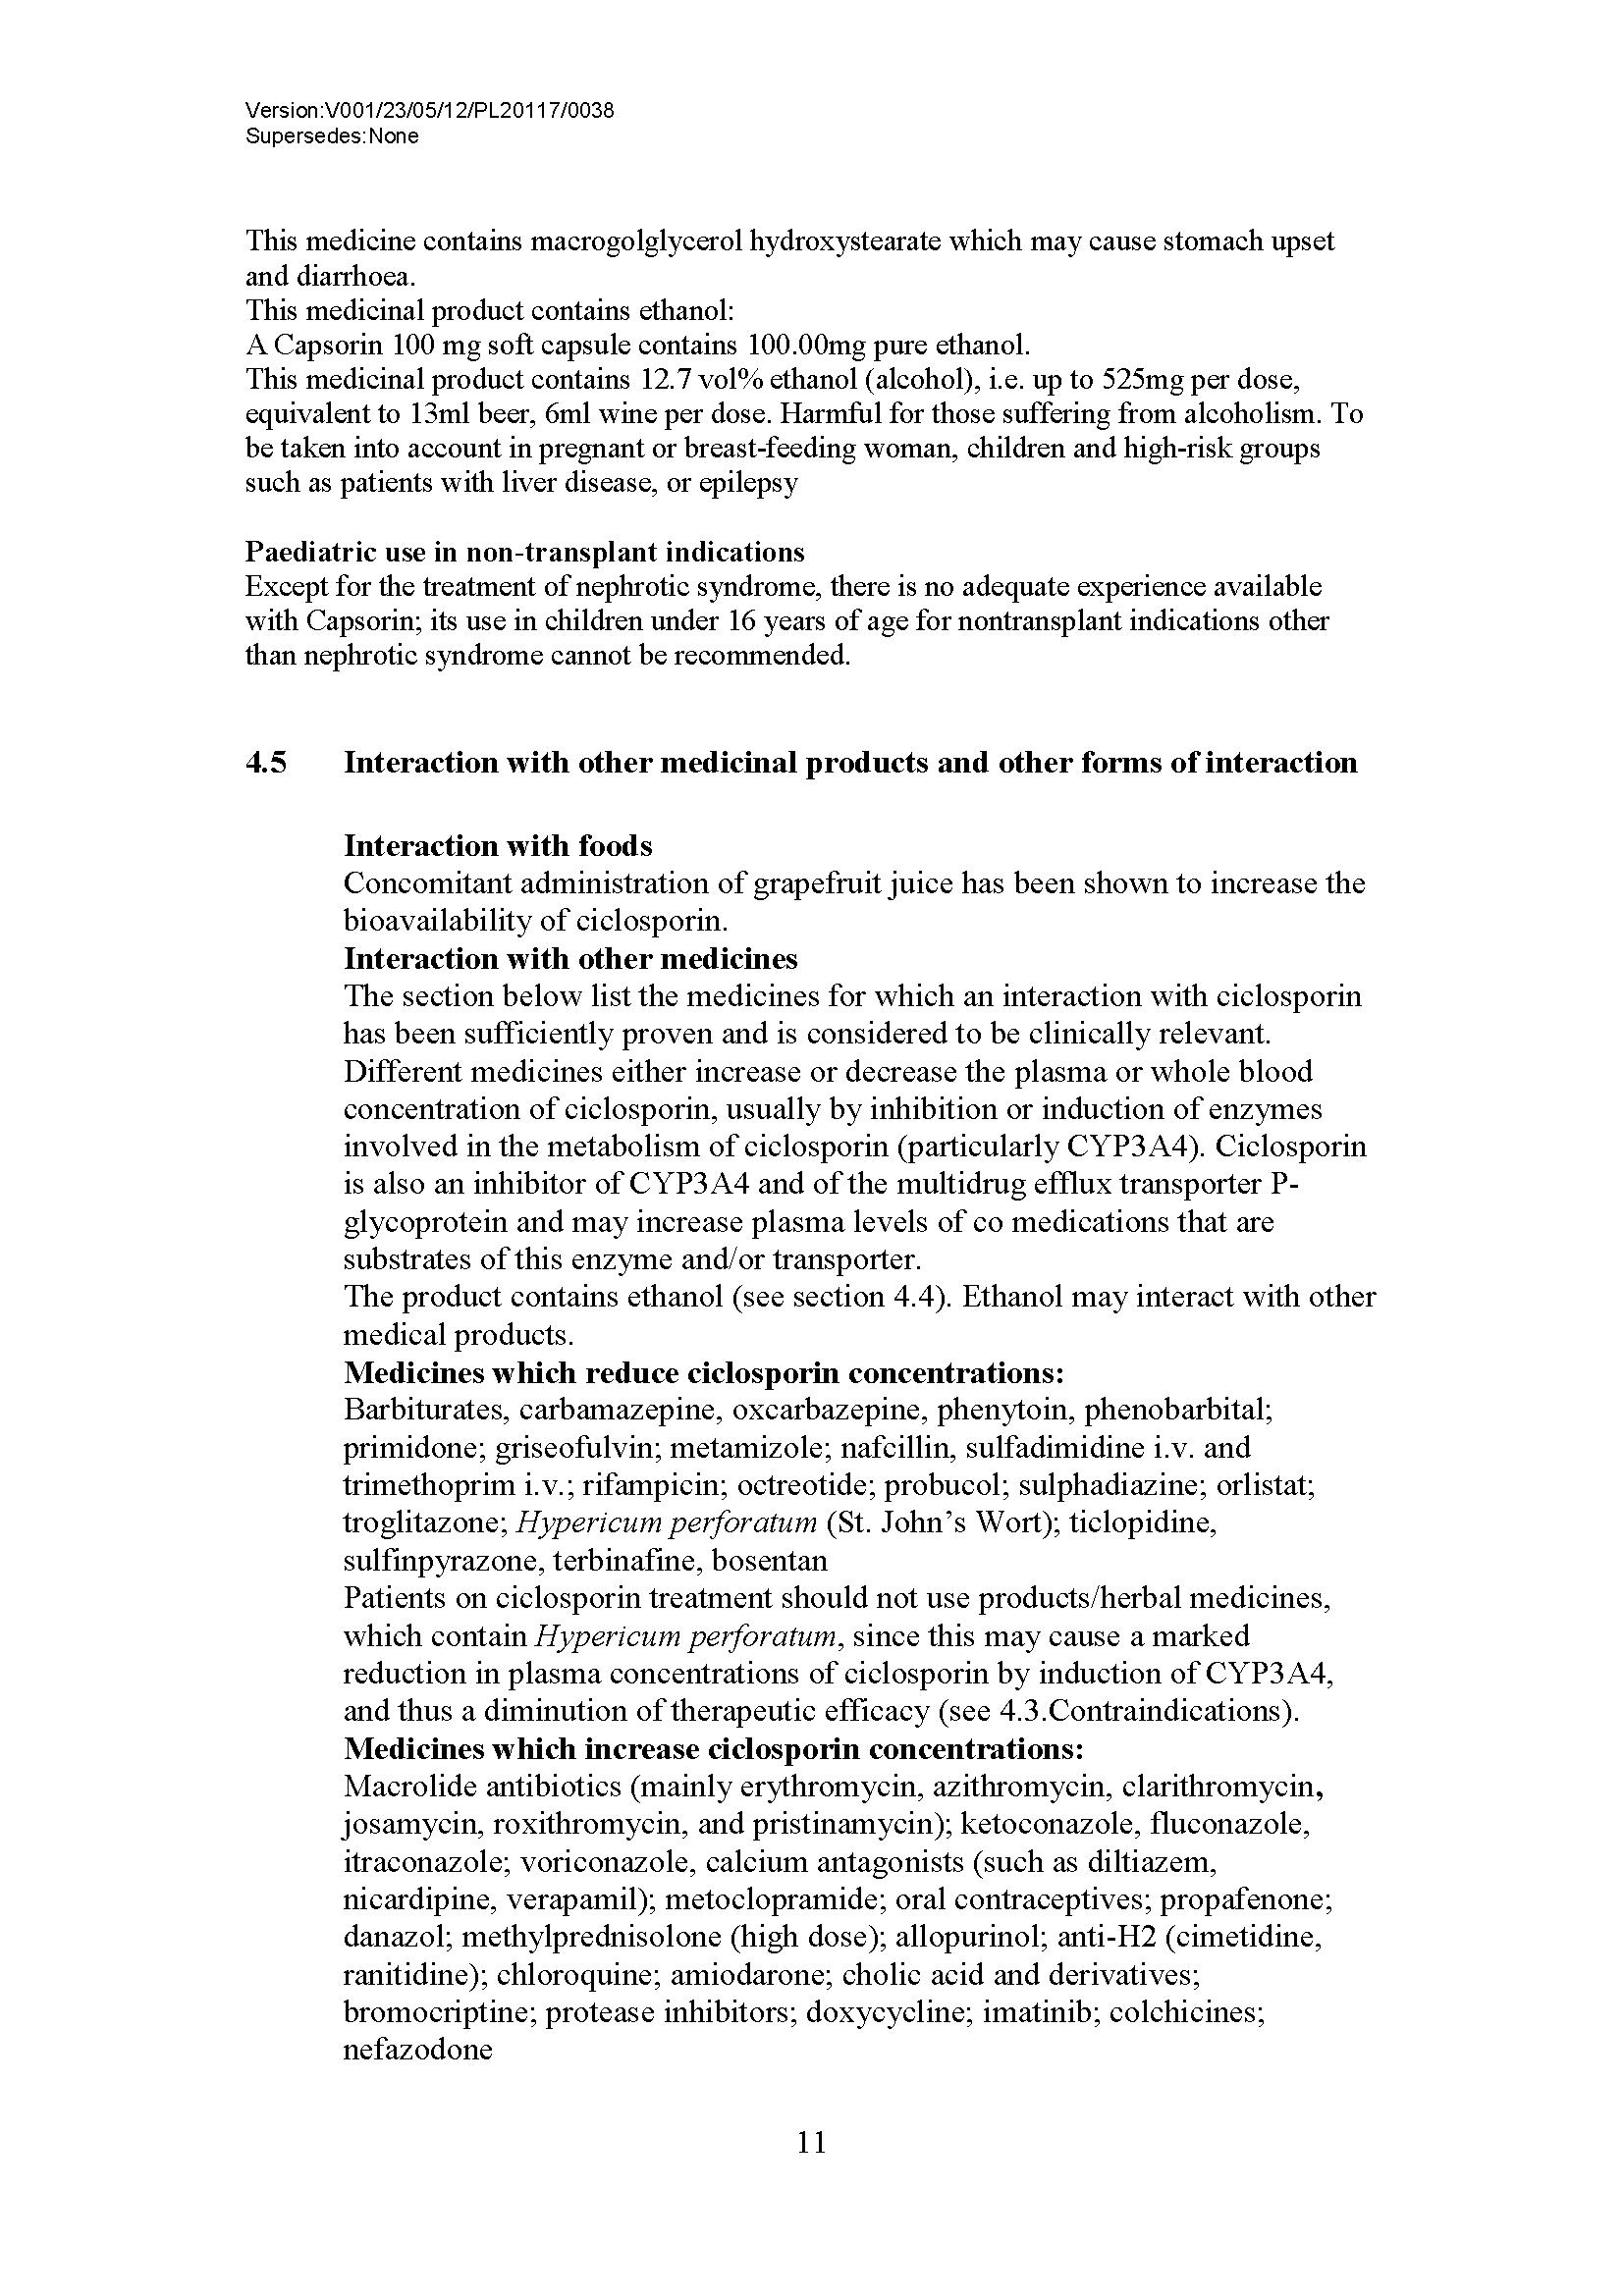 Version:V001/23/05/12/PL20117/0038
Supersedes:None
This medicine contains macrogolglycerol hydroxystearate which may cause stomach upset
and diarrhoea.
This medicinal product contains ethanol:
A Capsorin 100 mg soft capsule contains 100.00mg pure ethanol.
This medicinal product contains 12.7 vol% ethanol (alcohol), i.e. up to 525mg per dose,
equivalent to 13ml beer, 6ml wine per dose. Harmful for those suffering from alcoholism. To
be taken into account in pregnant or breast-feeding woman, children and high-risk groups
such as patients with liver disease, or epilepsy
Paediatric use in non-transplant indications
Except for the treatment of nephrotic syndrome, there is no adequate experience available
with Capsorin; its use in children under 16 years of age for nontransplant indications other
than nephrotic syndrome cannot be recommended.
4.5 Interaction with other medicinal products and other forms of interaction
Interaction with foods
Concomitant administration of grapefruit juice has been shown to increase the
bioavailability of ciclosporin.
Interaction with other medicines
The section below list the medicines for which an interaction with ciclosporin
has been sufficiently proven and is considered to be clinically relevant.
Different medicines either increase or decrease the plasma or whole blood
concentration of ciclosporin, usually by inhibition or induction of enzymes
involved in the metabolism of ciclosporin (particularly CYP3A4). Ciclosporin
is also an inhibitor of CYP3A4 and of the multidrug efflux transporter P-
glycoprotein and may increase plasma levels of co medications that are
substrates of this enzyme and/or transporter.
The product contains ethanol (see section 4.4). Ethanol may interact with other
medical products.
Medicines which reduce ciclosporin concentrations:
Barbiturates, carbamazepine, oxcarbazepine, phenytoin, phenobarbital;
primidone; griseofulvin; metamizole; nafcillin, sulfadimidine i.v. and
trimethoprim i.v.; rifampicin; octreotide; probucol; sulphadiazine; orlistat;
troglitazone; Hypericum perforatum (St. John’s Wort); ticlopidine,
sulfinpyrazone, terbinafine, bosentan
Patients on ciclosporin treatment should not use products/herbal medicines,
which contain Hypericum perforatum, since this may cause a marked
reduction in plasma concentrations of ciclosporin by induction of CYP3A4,
and thus a diminution of therapeutic efficacy (see 4.3.Contraindications).
Medicines which increase ciclosporin concentrations:
Macrolide antibiotics (mainly erythromycin, azithromycin, clarithromycin,
josamycin, roxithromycin, and pristinamycin); ketoconazole, fluconazole,
itraconazole; voriconazole, calcium antagonists (such as diltiazem,
nicardipine, verapamil); metoclopramide; oral contraceptives; propafenone;
danazol; methylprednisolone (high dose); allopurinol; anti-H2 (cimetidine,
ranitidine); chloroquine; amiodarone; cholic acid and derivatives;
bromocriptine; protease inhibitors; doxycycline; imatinib; colchicines;
nefazodone
11